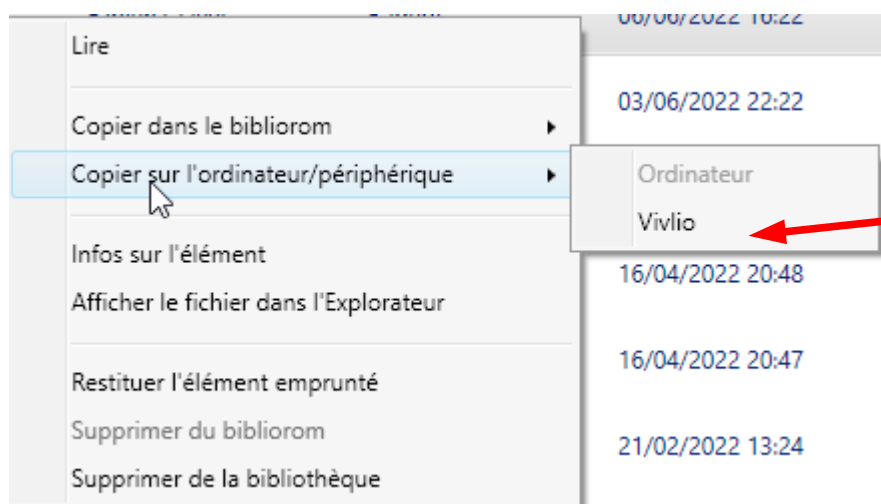 06/06/2022 16:22
Lire
03/06/2022 22:22
Copier dans le bibliorom
Copier sur l'ordinateur/périphérique
Ordinateur
Vivlio
Infos sur l'élément
16/04/2022 20:48
Afficher le fichier dans l'Explorateur
16/04/2022 20:47
Restituer l'élément emprunté
Supprimer du bibliorom
21/02/2022 13:24
Supprimer de la bibliothèque